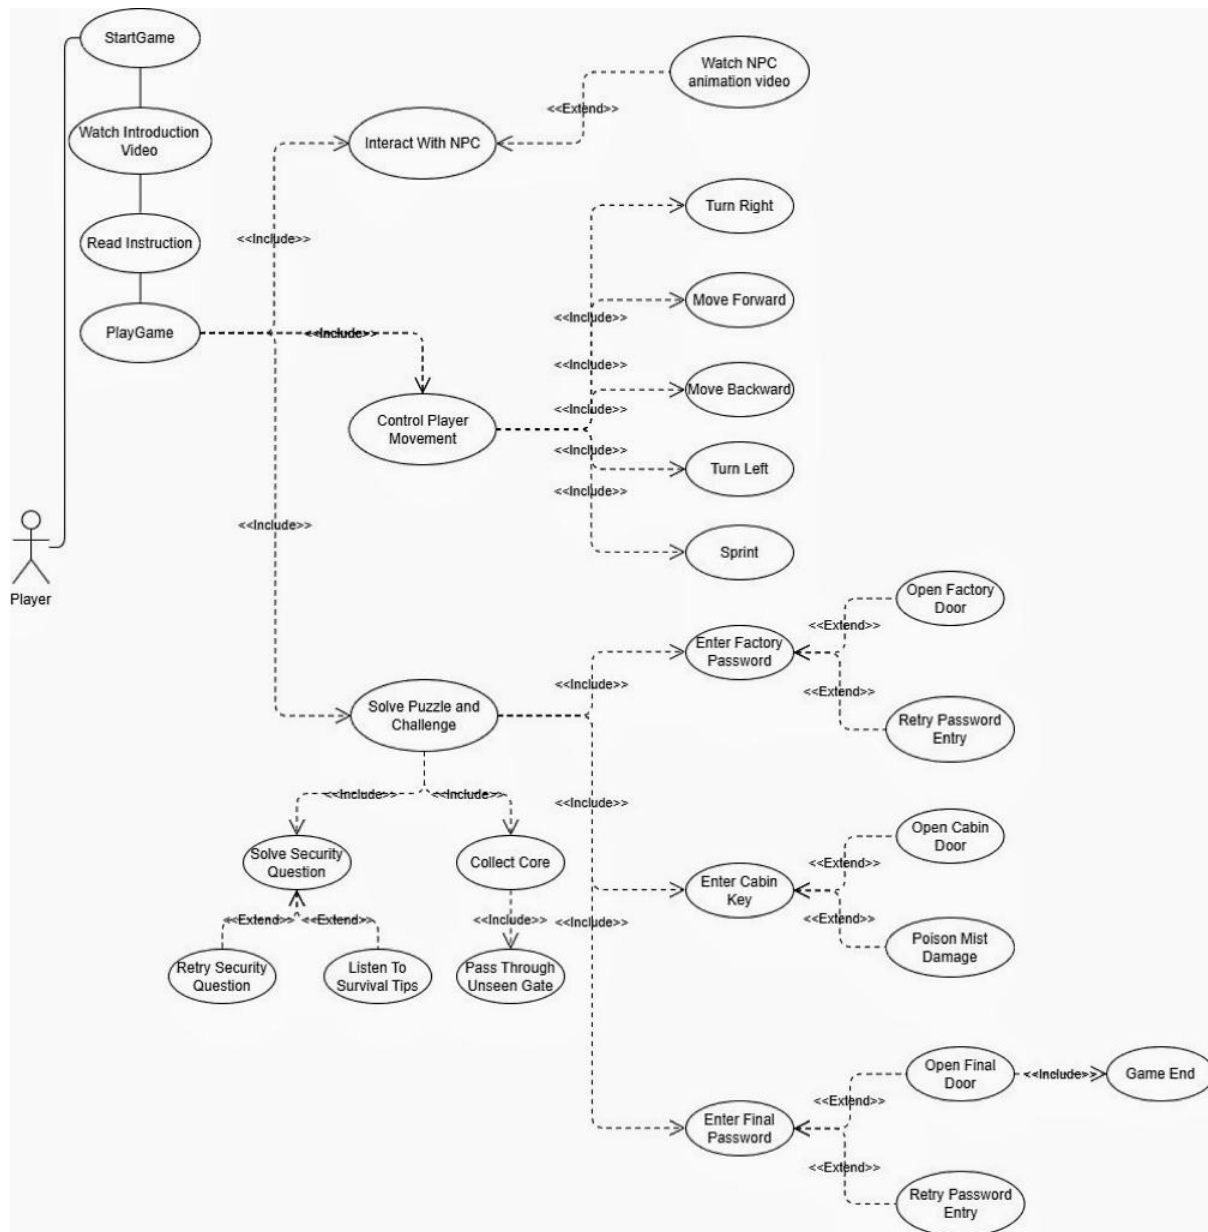 StartGame
Watch Introduction
Video
Read Instruction
PlayGame
Player
<<Include>>
<<Include>>
<<Include>>
Interact With NPC
<<Extend>>
Watch NPC
animation video
Control Player
Movement
<<Include>>
<<Include>>
<<Include>>
<<Include>>
<<Include>>
Turn Right
Move Forward
Move Backward
Turn Left
Sprint
Solve Puzzle and
Challenge
<<Include>>
<<Include>>
<<Include>>
<<Include>>
<<Include>>
Enter Factory
Password
<<Extend>>
<<Extend>>
Open Factory
Door
Retry Password
Entry
Solve Security
Question
<<Extend>>
<<Extend>>
Retry Security
Question
Listen To
Survival Tips
Collect Core
<<Include>>
Pass Through
Unseen Gate
Enter Cabin
Key
<<Extend>>
<<Extend>>
Open Cabin
Door
Poison Mist
Damage
Enter Final
Password
<<Extend>>
<<Extend>>
Open Final
Door
<<Include>>
Game End
Retry Password
Entry